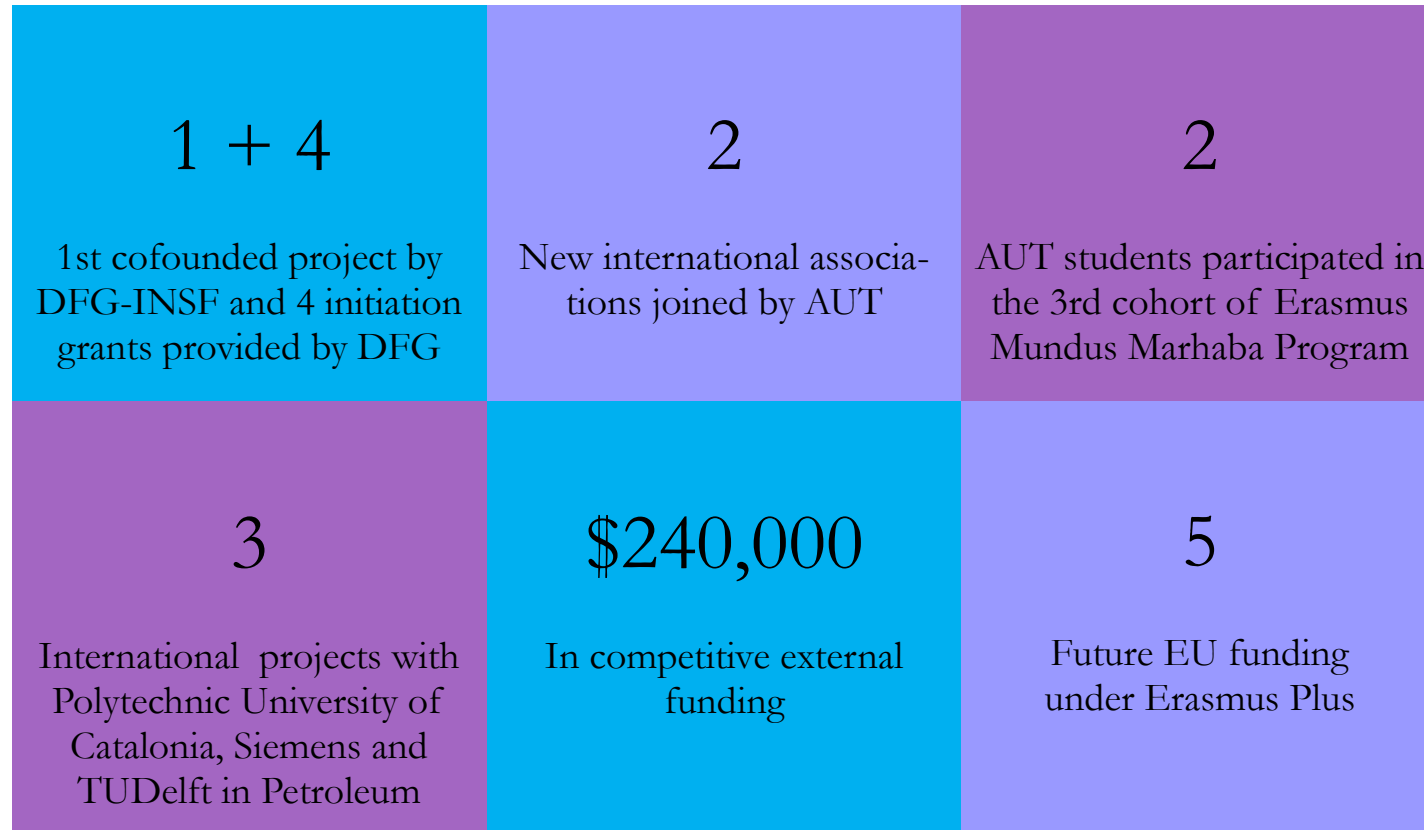 1 + 4
1st cofounded project by
DFG-INSF and 4 initiation
grants provided by DFG
2
New international associa-
tions joined by AUT
2
AUT students participated in
the 3rd cohort of Erasmus
Mundus Marhaba Program
3
International projects with
Polytechnic University of
Catalonia, Siemens and
TUDelft in Petroleum
$240,000
In competitive external
funding
5
Future EU funding
under Erasmus Plus